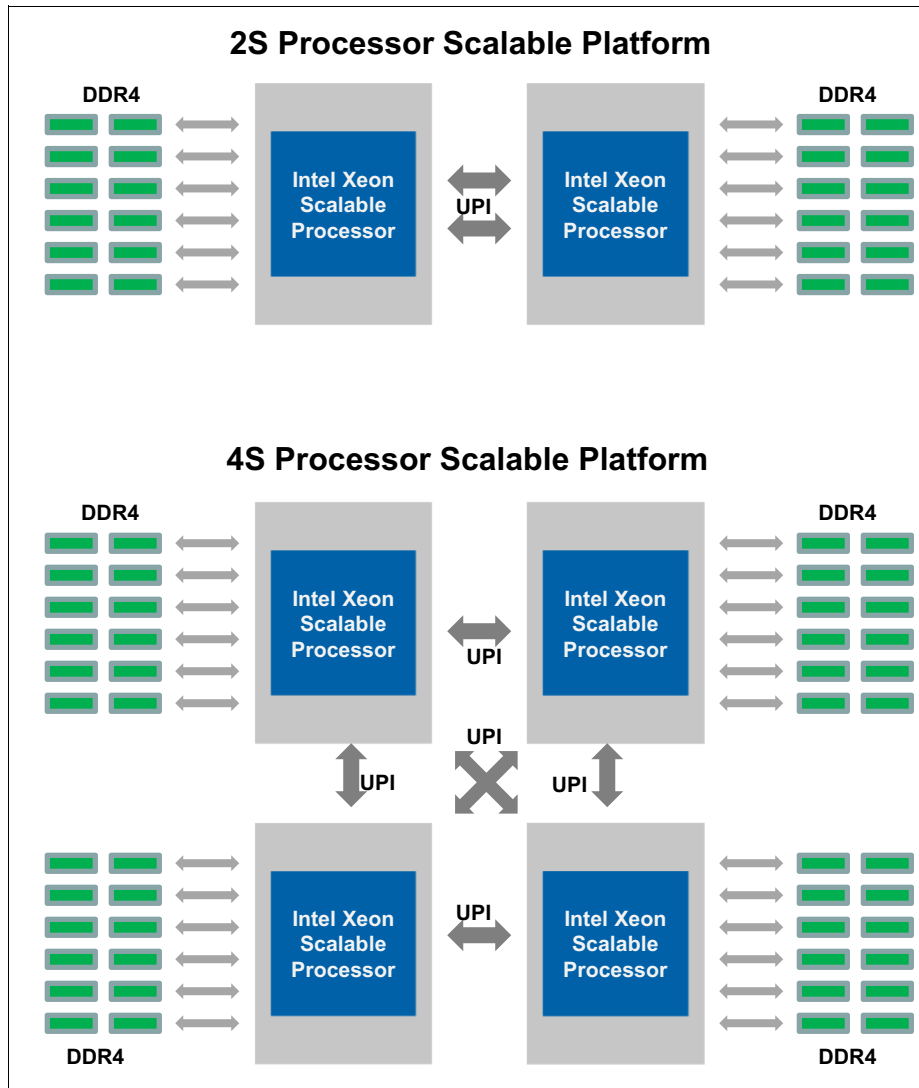 2S Processor Scalable Platform
DDR4
DDR4
Intel Xeon
Scalable
Processor
UPI
Intel Xeon
Scalable
Processor
4S Processor Scalable Platform
DDR4
DDR4
Intel Xeon
Scalable
Processor
UPI
Intel Xeon
Scalable
Processor
UPI
UPI
UPI
Intel Xeon
Scalable
Processor
UPI
Intel Xeon
Scalable
Processor
DDR4
DDR4